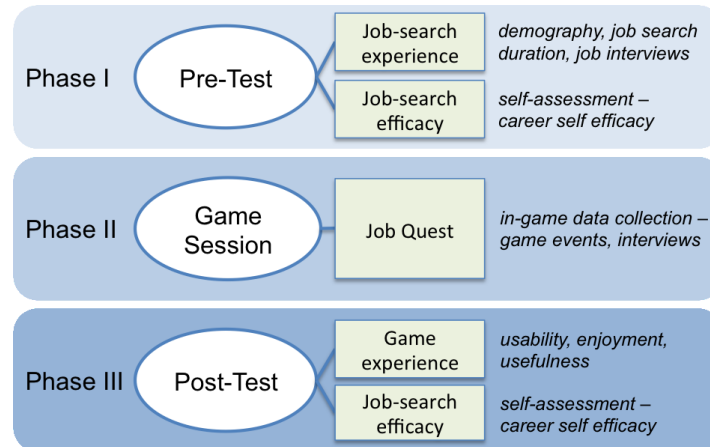 Phase I
Pre-Test
Job-search
experience
demography, job search
duration, job interviews
Job-search
efficacy
self-assessment –
career self efficacy
Phase II
Game
Session
Job Quest
in-game data collection –
game events, interviews
Phase III
Post-Test
Game
experience
usability, enjoyment,
usefulness
Job-search
efficacy
self-assessment –
career self efficacy